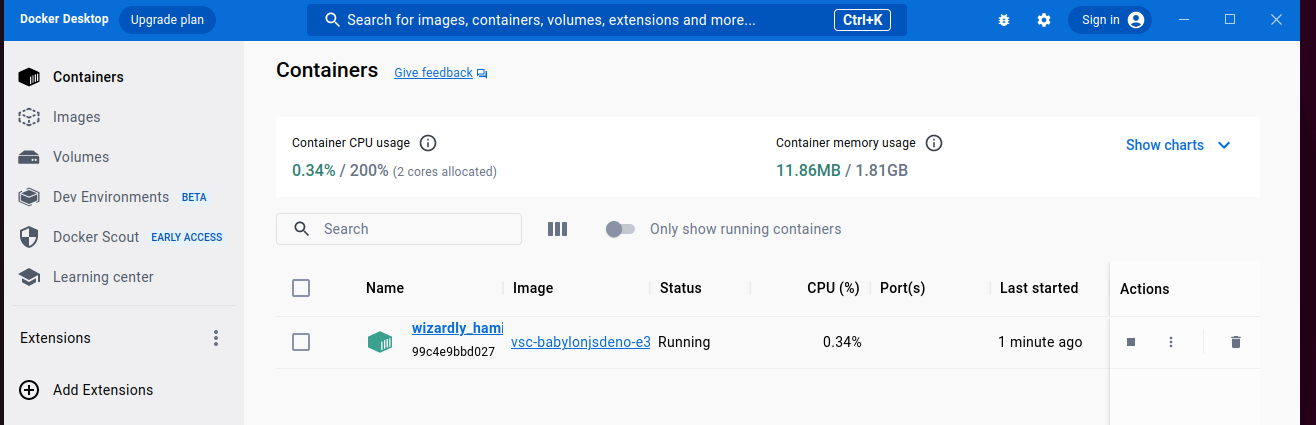 Docker Desktop Upgrade plan Search for images, containers, volumes, extensions and more... Ctrl+K Sign in
Containers
Images
Volumes
Dev Environments BETA
Docker Scout EARLY ACCESS
Learning center
Extensions
Add Extensions
Containers Give feedback
Container CPU usage
0.34% / 200% (2 cores allocated)
Container memory usage
11.86MB / 1.81GB
Show charts
Search
Only show running containers
Name Image Status CPU (%) Port(s) Last started Actions
wizardly_hami
99c4e9bbd027
vsc-babylonjsdeno-e3 Running 0.34% 1 minute ago